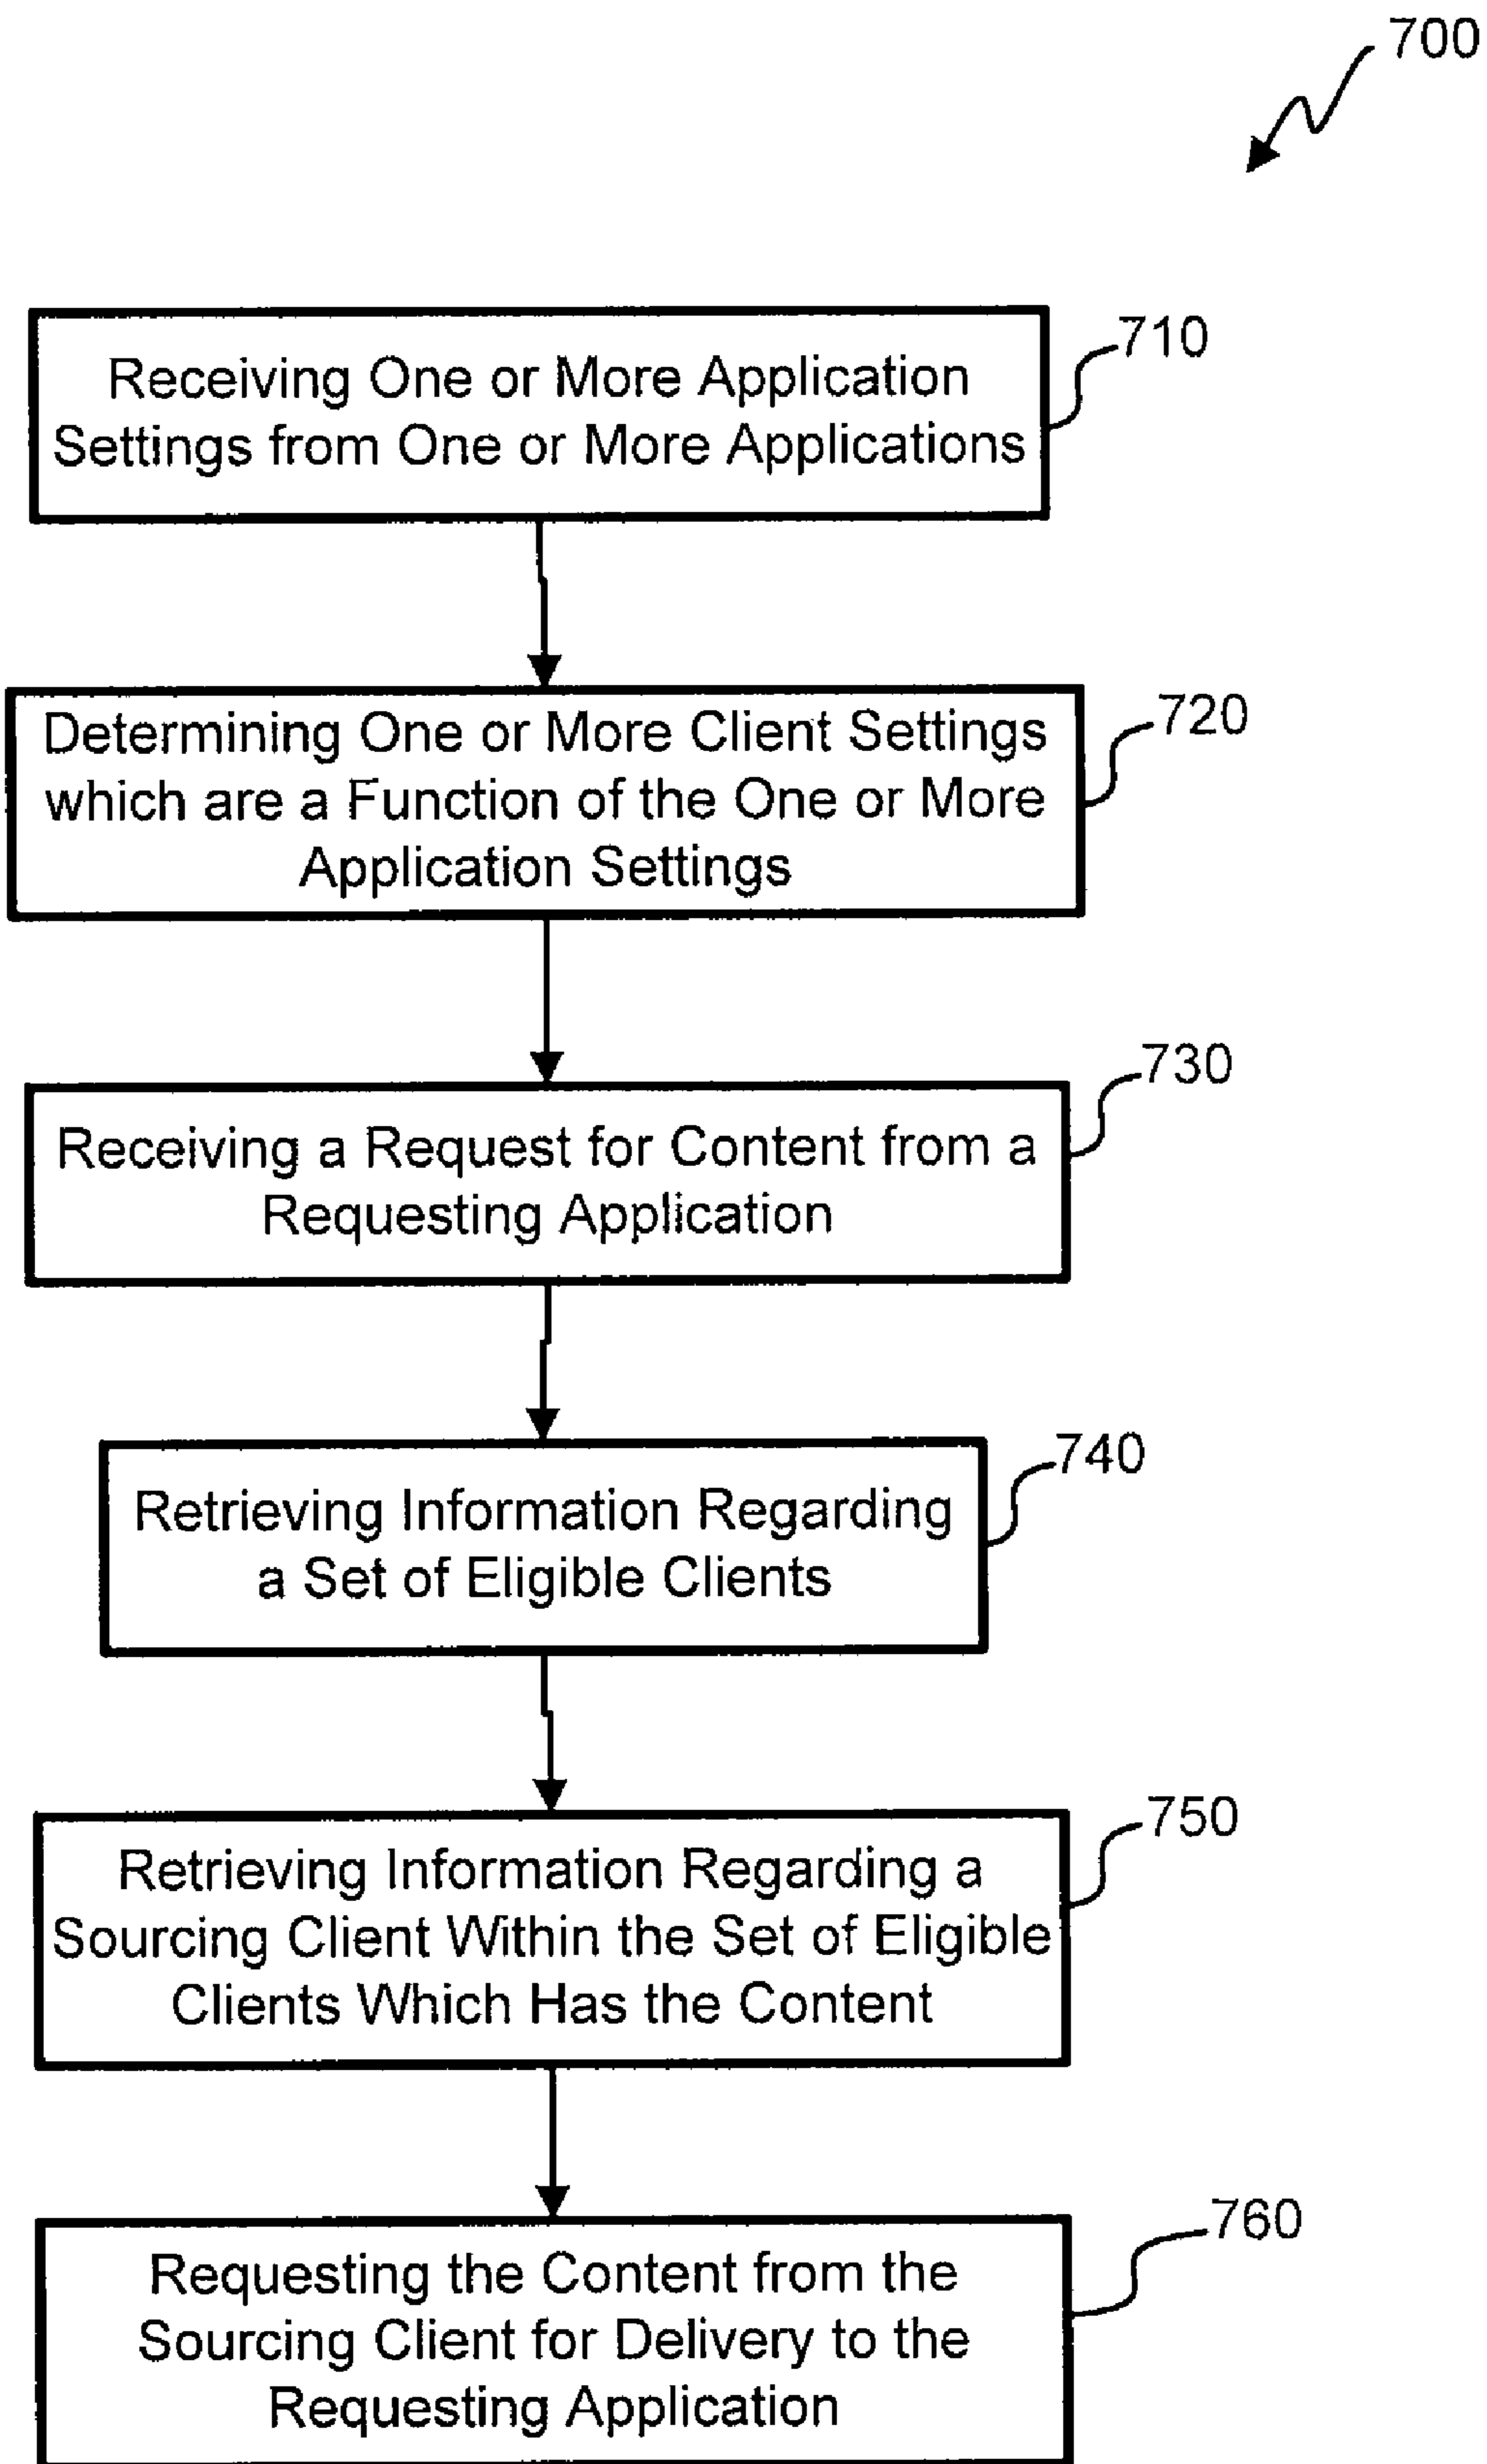 700
Receiving One or More Application
Settings from One or More Applications
710
Determining One or More Client Settings
which are a Function of the One or More
Application Settings
720
Receiving a Request for Content from a
Requesting Application
730
Retrieving Information Regarding
a Set of Eligible Clients
740
Retrieving Information Regarding a
Sourcing Client Within the Set of Eligible
Clients Which Has the Content
750
Requesting the Content from the
Sourcing Client for Delivery to the
Requesting Application
760